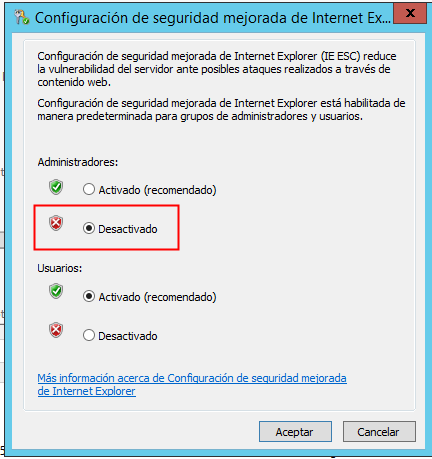 Configuración de seguridad mejorada de Internet Ex...
Configuración de seguridad mejorada de Internet Explorer (IE ESC) reduce
la vulnerabilidad del servidor ante posibles ataques realizados a través de
contenido web.
Configuración de seguridad mejorada de Internet Explorer está habilitada de
manera predeterminada para grupos de administradores y usuarios.
Administradores:
Activado (recomendado)
Desactivado
Usuarios:
Activado (recomendado)
Desactivado
Más información acerca de Configuración de seguridad mejorada
de Internet Explorer
Aceptar Cancelar